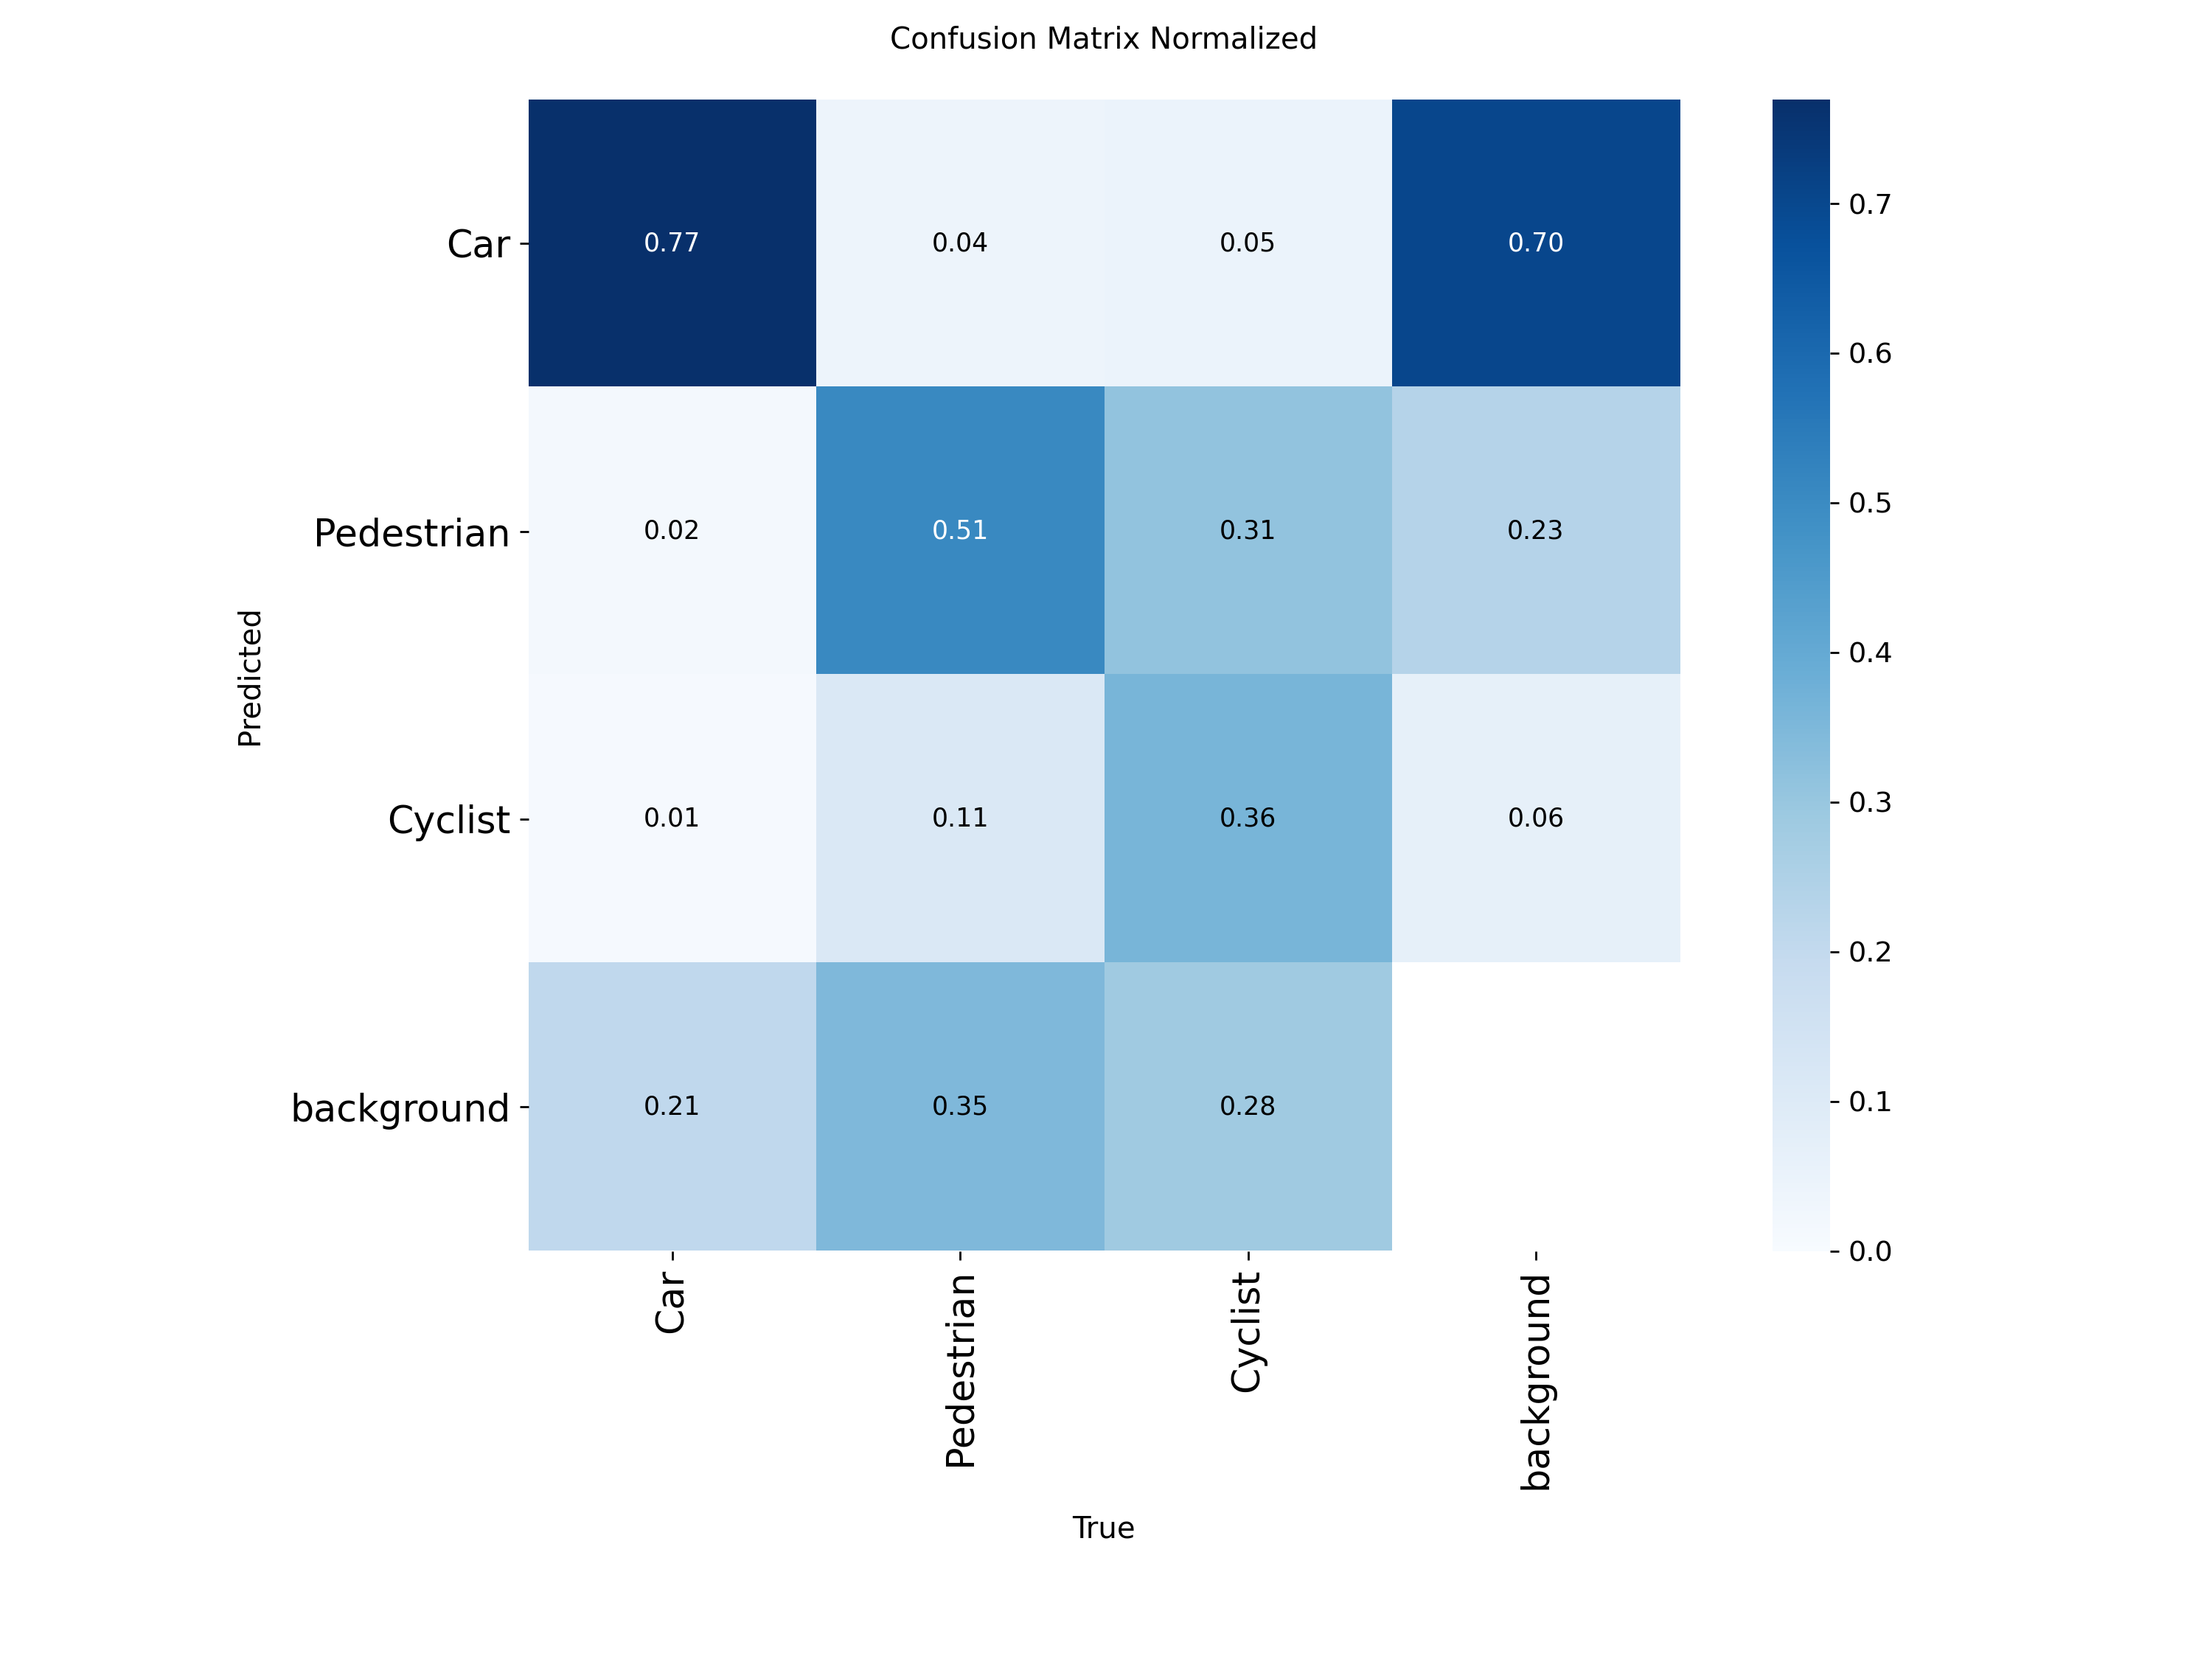 Confusion Matrix Normalized
Car 0.77 0.04 0.05 0.70
Pedestrian 0.02 0.51 0.31 0.23
Cyclist 0.01 0.11 0.36 0.06
background 0.21 0.35 0.28
Predicted
Car Pedestrian Cyclist background
True
0.7
0.6
0.5
0.4
0.3
0.2
0.1
0.0